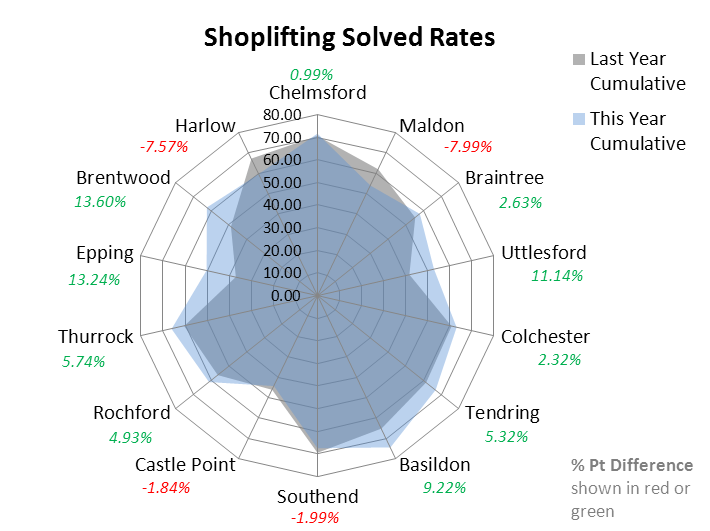 Shoplifting Solved Rates
Last Year
Cumulative
This Year
Cumulative
0.99%
Chelmsford
Maldon
-7.99%
Braintree
2.63%
Uttlesford
11.14%
Colchester
2.32%
Tendring
5.32%
Basildon
9.22%
Southend
-1.99%
Castle Point
-1.84%
Rochford
4.93%
Thurrock
5.74%
Epping
13.24%
Brentwood
13.60%
Harlow
-7.57%
80.00
70.00
60.00
50.00
40.00
30.00
20.00
10.00
0.00
% Pt Difference
shown in red or
green